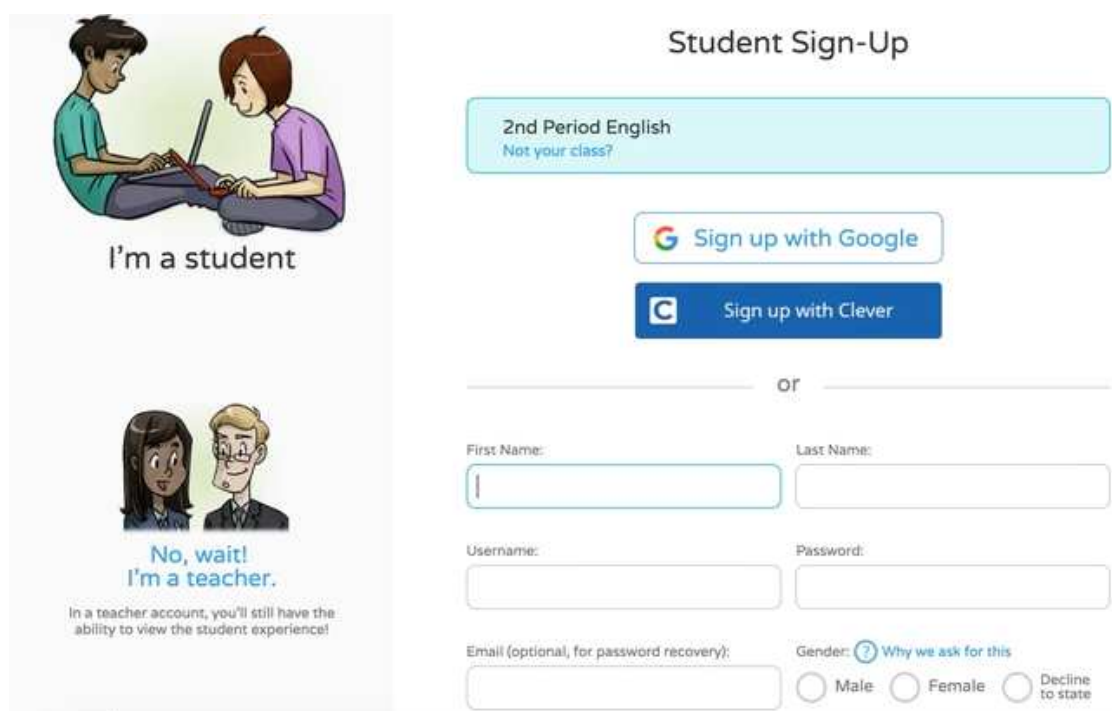 I'm a student
No, wait!
I'm a teacher.
In a teacher account, you'll still have the
ability to view the student experience!
Student Sign-Up
2nd Period English
Not your class?
G Sign up with Google
C Sign up with Clever
or
First Name: Last Name:
Username: Password:
Email (optional, for password recovery): Gender: ? Why we ask for this
Male Female Decline
to state